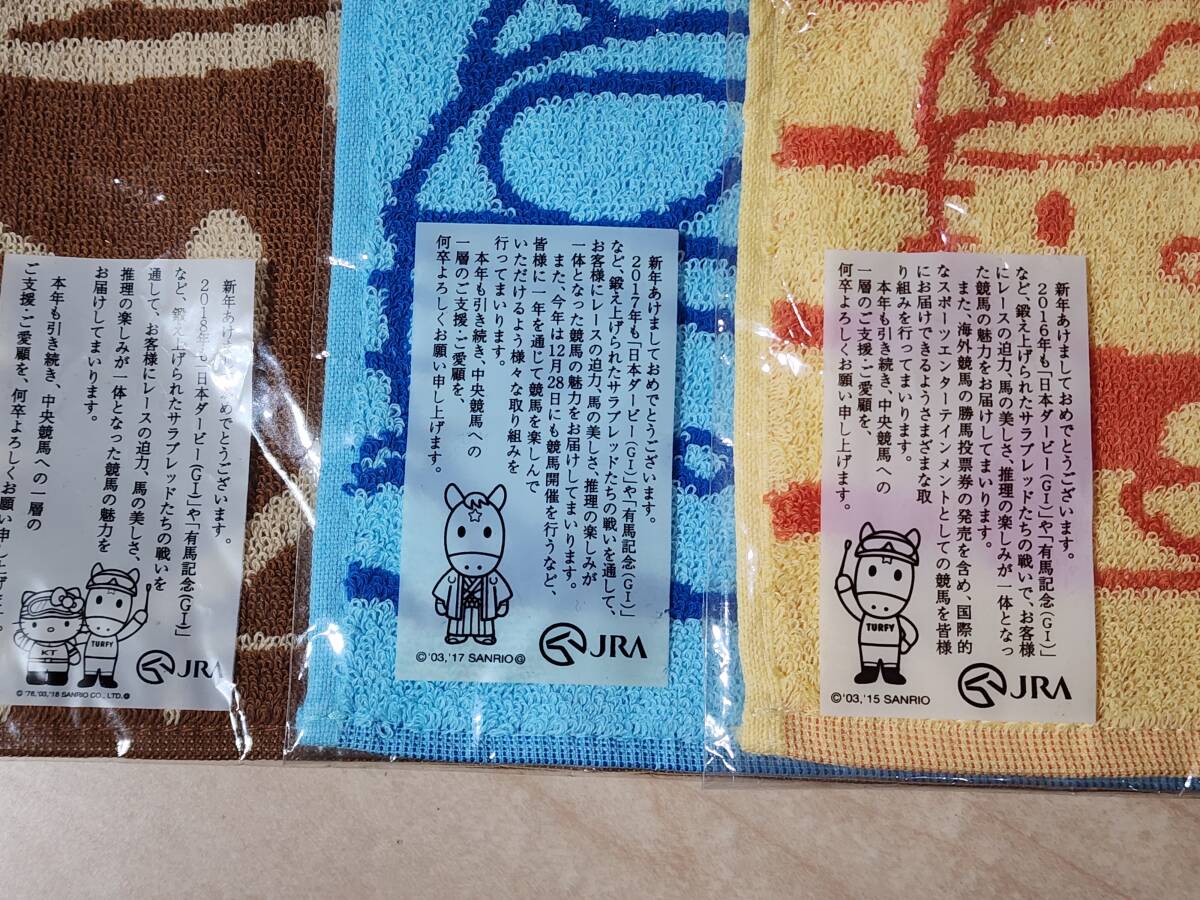 新年あけ でとうございます。
2018年も「日本ダービー(GI)」や「有馬記念(GI)」
など、鍛え上げられたサラブレッドたちの戦いを
通して、お客様にレースの迫力、馬の美しさ、
推理の楽しみが一体となった競馬の魅力を
お届けしてまいります。
本年も引き続き、中央競馬への一層の
ご支援・ご愛顧を、何卒よろしくお願い申し上げます。
KT
TURFY
JRA
© '76,'03,'18 SANRIO CO., LTD.
新年あけましておめでとうございます。
2017年も「日本ダービー(GI)」や「有馬記念(GI)」
など、鍛え上げられたサラブレッドたちの戦いを通して、
お客様にレースの迫力、馬の美しさ、推理の楽しみが
一体となった競馬の魅力をお届けしてまいります。
また、今年は12月28日にも競馬開催を行うなど、
皆様に一年を通じて競馬を楽しんで
いただけるよう様々な取り組みを
行ってまいります。
本年も引き続き、中央競馬への
一層のご支援・ご愛顧を、
何卒よろしくお願い申し上げます。
JRA
© '03,'17 SANRIO Ⓖ
新年あけましておめでとうございます。
2016年も「日本ダービー(GI)」や「有馬記念(GI)」
など、鍛え上げられたサラブレッドたちの戦いで、お客様
にレースの迫力、馬の美しさ、推理の楽しみが一体となっ
た競馬の魅力をお届けしてまいります。
また、海外競馬の勝馬投票券の発売を含め、国際的
なスポーツエンターテインメントとしての競馬を皆様
にお届けできるようさまざまな取
り組みを行ってまいります。
本年も引き続き、中央競馬への
一層のご支援・ご愛顧を、
何卒よろしくお願い申し上げます。
TURFY
JRA
© '03,'15 SANRIO